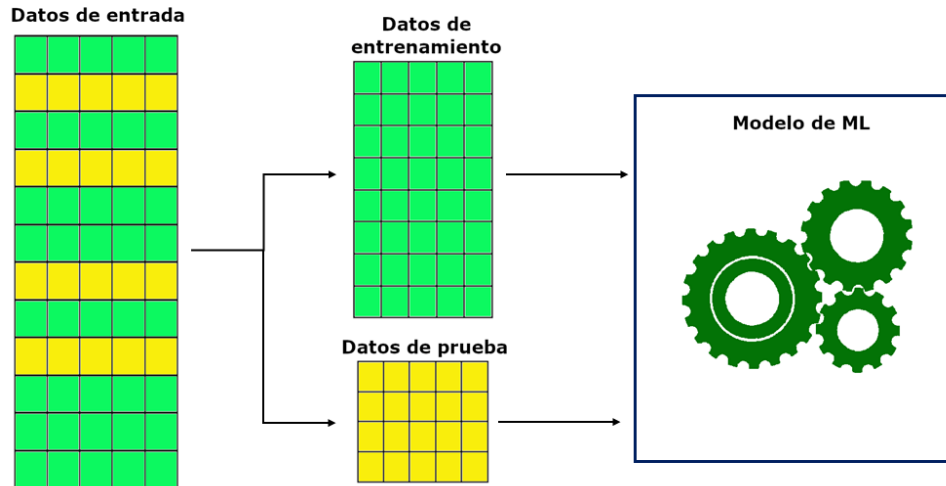 Datos de entrada
Datos de
entrenamiento
Modelo de ML
Datos de prueba